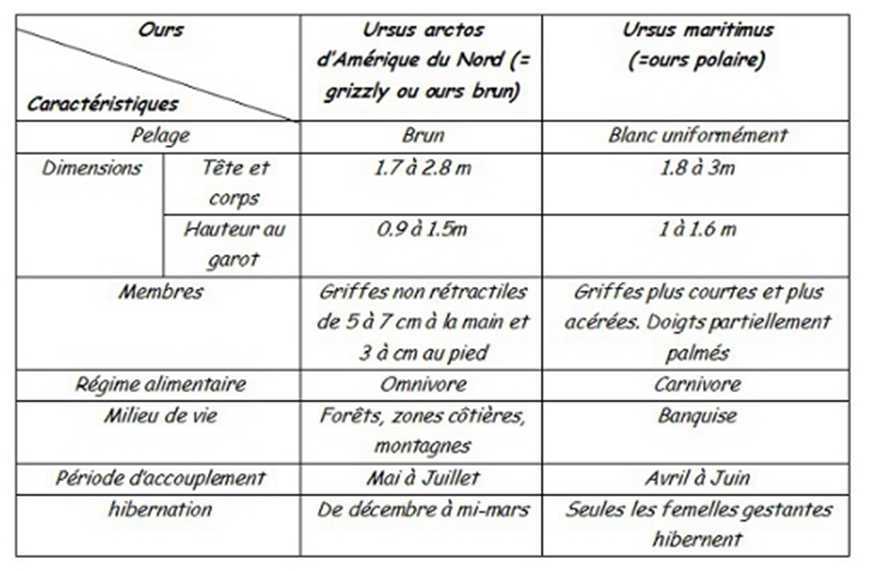 Ours
Caractéristiques
Ursus arctos
d'Amérique du Nord (=
grizzly ou ours brun)
Ursus maritimus
(=ours polaire)
Pelage
Brun
Blanc uniformément
Dimensions
Tête et
corps
1.7 à 2.8 m
1.8 à 3m
Hauteur au
garot
0.9 à 1.5m
1 à 1.6 m
Membres
Griffes non rétractiles
de 5 à 7 cm à la main et
3 à cm au pied
Griffes plus courtes et plus
acérées. Doigts partiellement
palmés
Régime alimentaire
Omnivore
Carnivore
Milieu de vie
Forêts, zones côtières,
montagnes
Banquise
Période d'accouplement
Mai à Juillet
Avril à Juin
hibernation
De décembre à mi-mars
Seules les femelles gestantes
hibernent